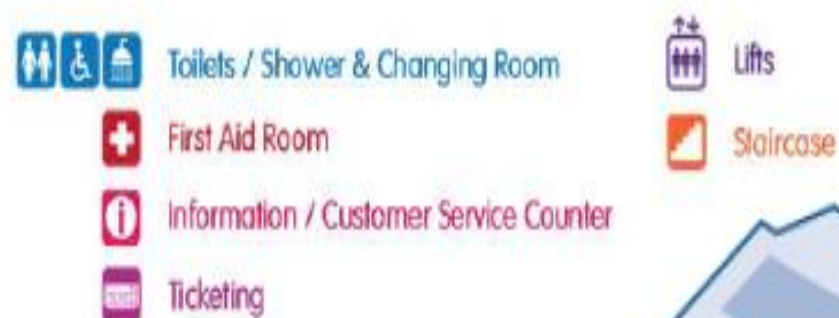 Toilets / Shower & Changing Room
First Aid Room
Information / Customer Service Counter
Ticketing
Lifts
Staircase